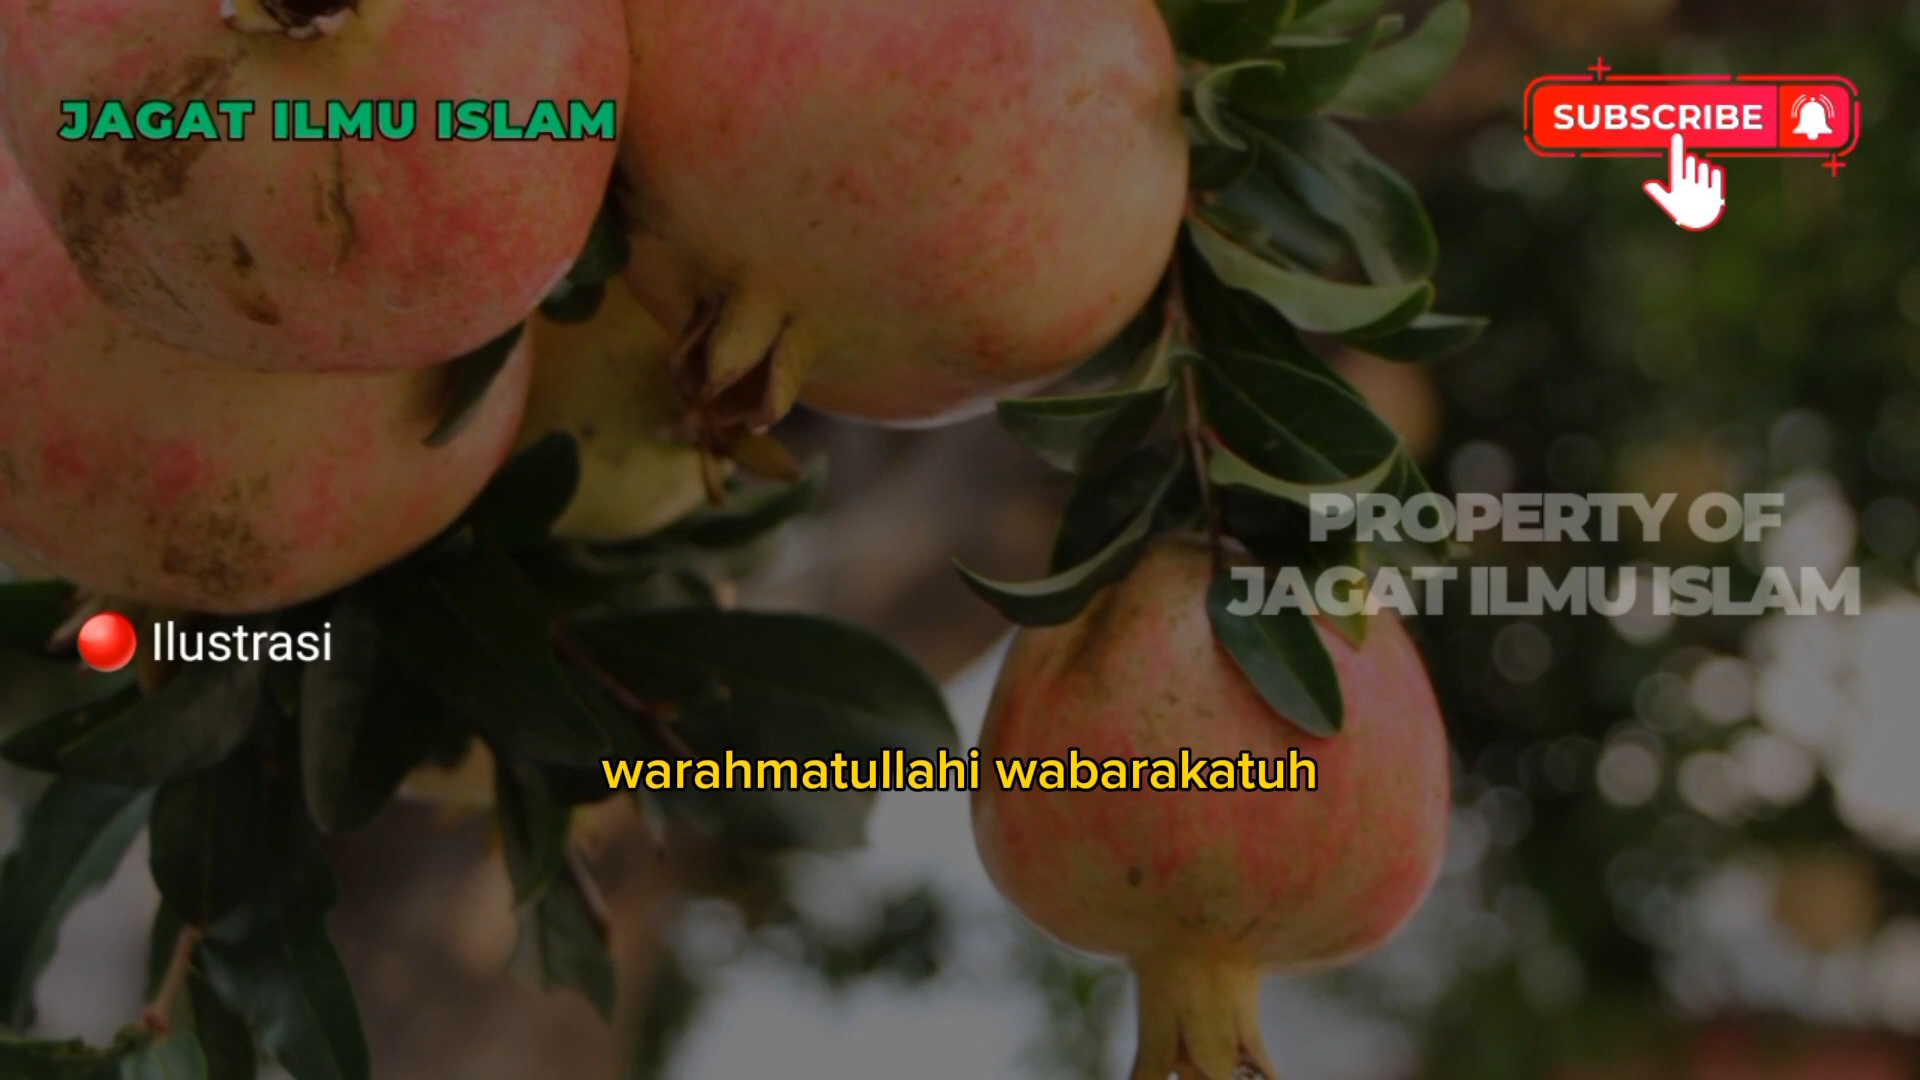 JAGAT ILMU ISLAM
SUBSCRIBE
PROPERTY OF
JAGAT ILMU ISLAM
Ilustrasi
warahmatullahi wabarakatuh